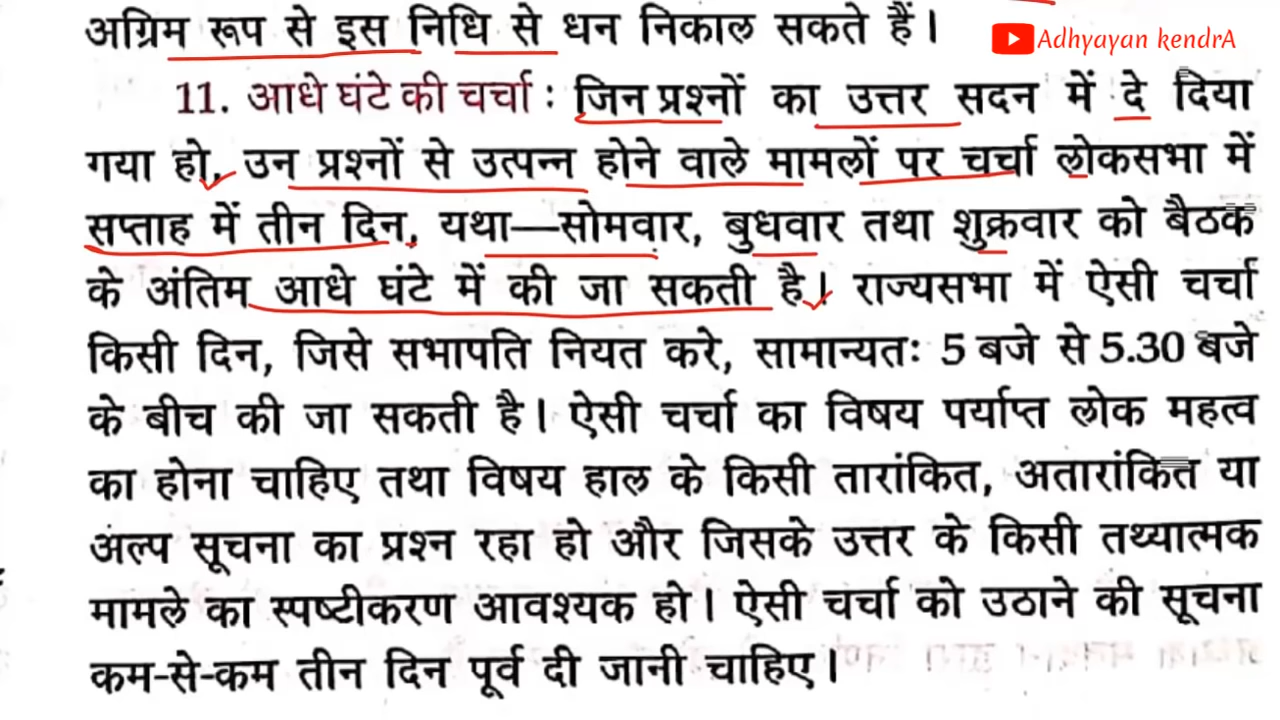 अग्रिम रूप से इस निधि से धन निकाल सकते हैं।
Adhyayan kendrA
11. आधे घंटे की चर्चा : जिन प्रश्नों का उत्तर सदन में दे दिया
गया हो, उन प्रश्नों से उत्पन्न होने वाले मामलों पर चर्चा लोकसभा में
सप्ताह में तीन दिन, यथा—सोमवार, बुधवार तथा शुक्रवार को बैठक
के अंतिम आधे घंटे में की जा सकती है। राज्यसभा में ऐसी चर्चा
किसी दिन, जिसे सभापति नियत करे, सामान्यतः 5 बजे से 5.30 बजे
के बीच की जा सकती है। ऐसी चर्चा का विषय पर्याप्त लोक महत्व
का होना चाहिए तथा विषय हाल के किसी तारांकित, अतारांकित या
अल्प सूचना का प्रश्न रहा हो और जिसके उत्तर के किसी तथ्यात्मक
मामले का स्पष्टीकरण आवश्यक हो। ऐसी चर्चा को उठाने की सूचना
कम-से-कम तीन दिन पूर्व दी जानी चाहिए।